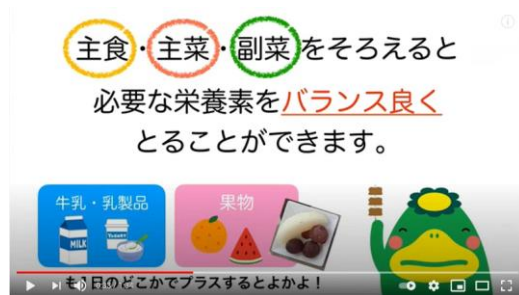 主食・主菜・副菜をそろえると
必要な栄養素をバランス良く
とることができます。
牛乳・乳製品
果物
MILK
も1日のどこかでプラスするとよかよ！